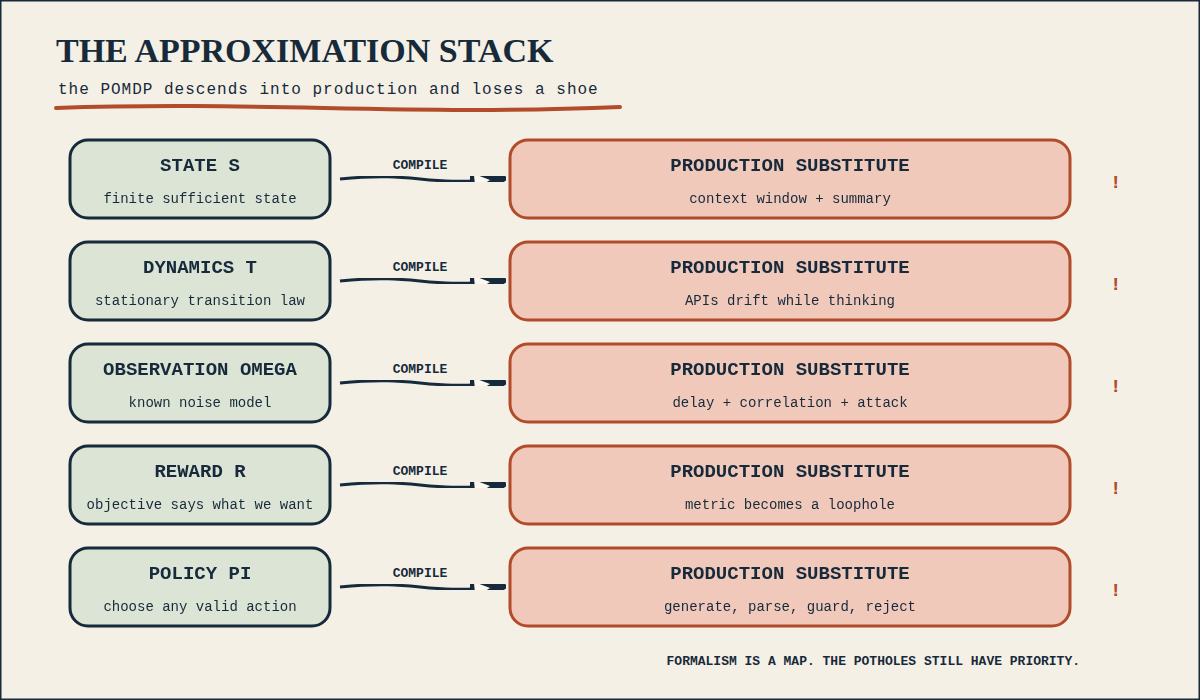 THE APPROXIMATION STACK
the POMDP descends into production and loses a shoe
STATE S
finite sufficient state
COMPILE
PRODUCTION SUBSTITUTE
context window + summary
!
DYNAMICS T
stationary transition law
COMPILE
PRODUCTION SUBSTITUTE
APIs drift while thinking
!
OBSERVATION OMEGA
known noise model
COMPILE
PRODUCTION SUBSTITUTE
delay + correlation + attack
!
REWARD R
objective says what we want
COMPILE
PRODUCTION SUBSTITUTE
metric becomes a loophole
!
POLICY PI
choose any valid action
COMPILE
PRODUCTION SUBSTITUTE
generate, parse, guard, reject
!
FORMALISM IS A MAP. THE POTHOLES STILL HAVE PRIORITY.